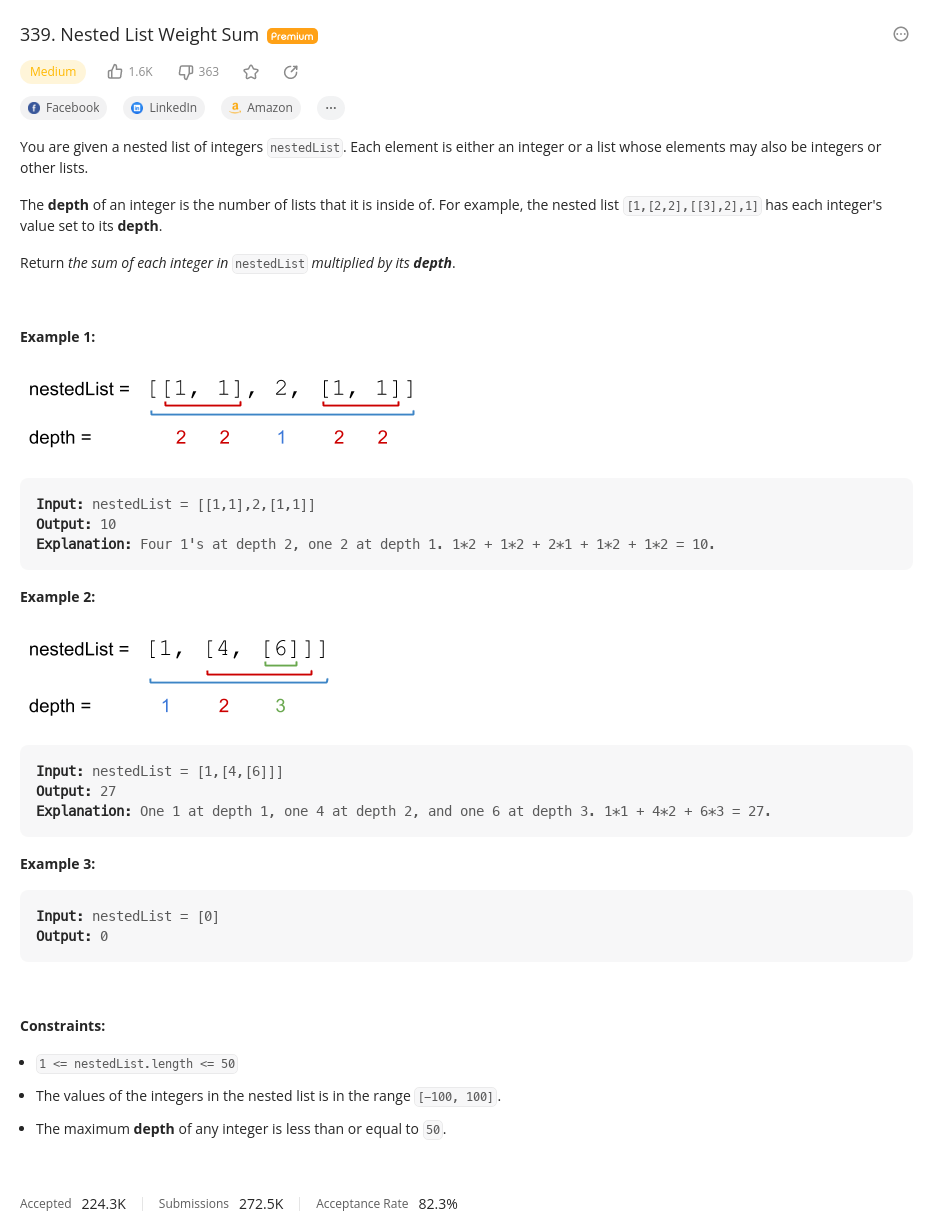 339. Nested List Weight Sum Premium
Medium 1.6K 363
Facebook LinkedIn Amazon ...
You are given a nested list of integers nestedList. Each element is either an integer or a list whose elements may also be integers or
other lists.
The depth of an integer is the number of lists that it is inside of. For example, the nested list [1,[2,2],[[3],2],1] has each integer's
value set to its depth.
Return the sum of each integer in nestedList multiplied by its depth.
Example 1:
nestedList = [[1, 1], 2, [1, 1]]
depth = 2 2 1 2 2
Input: nestedList = [[1,1],2,[1,1]]
Output: 10
Explanation: Four 1's at depth 2, one 2 at depth 1. 1*2 + 1*2 + 2*1 + 1*2 + 1*2 = 10.
Example 2:
nestedList = [1, [4, [6]]]
depth = 1 2 3
Input: nestedList = [1,[4,[6]]]
Output: 27
Explanation: One 1 at depth 1, one 4 at depth 2, and one 6 at depth 3. 1*1 + 4*2 + 6*3 = 27.
Example 3:
Input: nestedList = [0]
Output: 0
Constraints:
• 1 <= nestedList.length <= 50
• The values of the integers in the nested list is in the range [-100, 100].
• The maximum depth of any integer is less than or equal to 50.
Accepted 224.3K Submissions 272.5K Acceptance Rate 82.3%